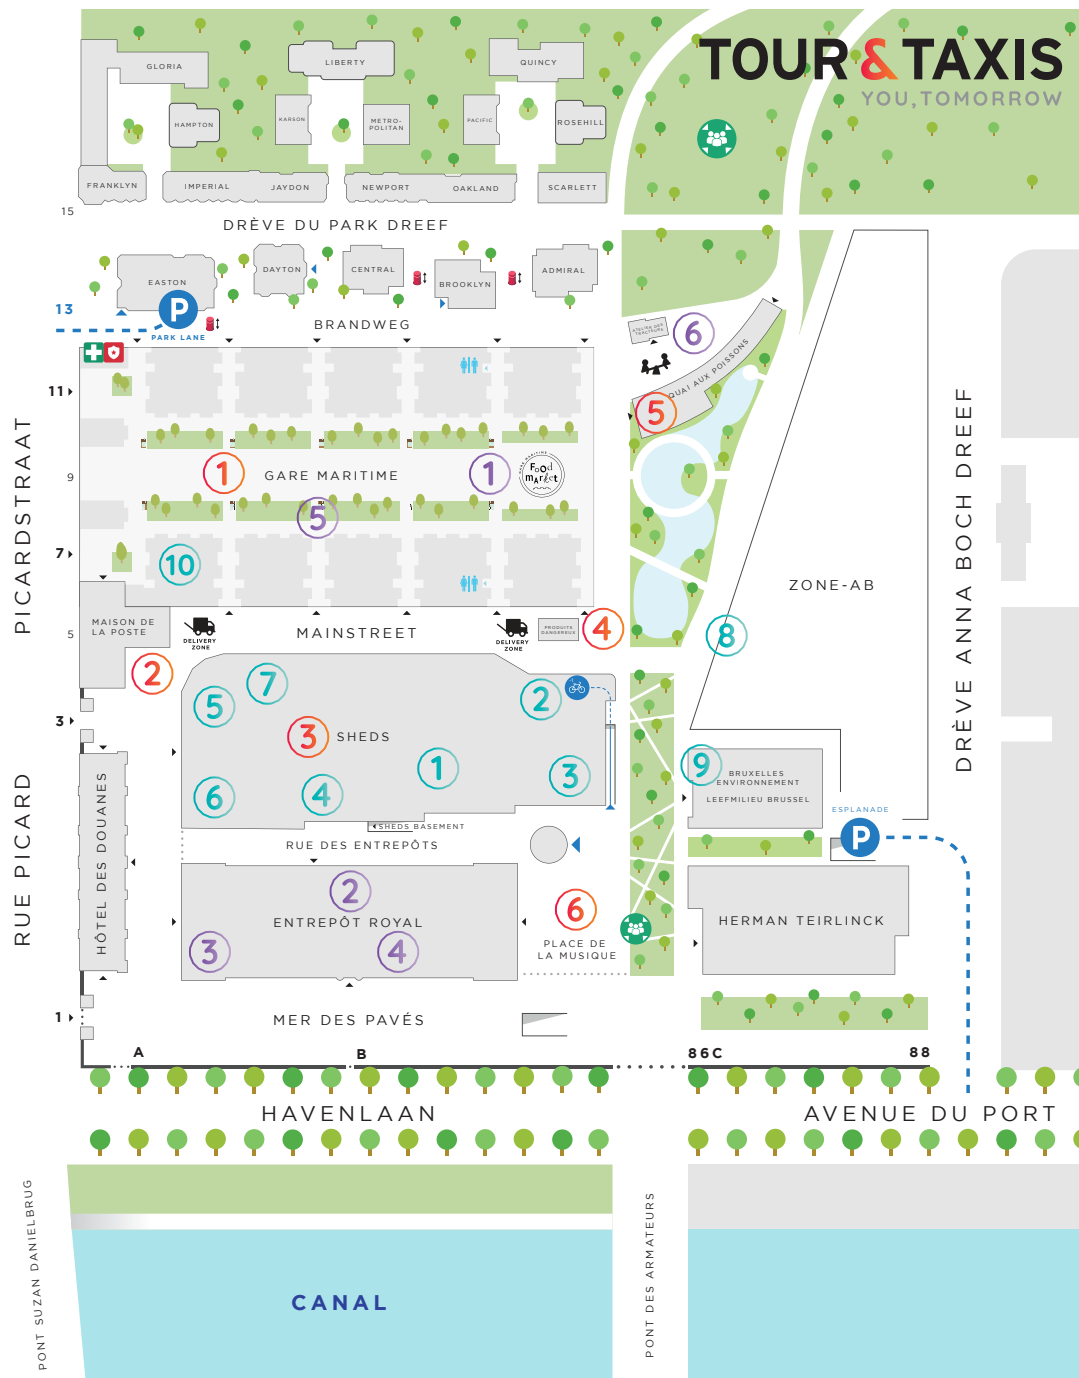 TOUR & TAXIS
YOU, TOMORROW
GLORIA
LIBERTY
QUINCY
HAMPTON
KARSON
METRO-
POLITAN
PACIFIC
ROSEHILL
FRANKLYN
IMPERIAL
JAYDON
NEWPORT
OAKLAND
SCARLETT
15
DRÈVE DU PARK DREEF
EASTON
DAYTON
CENTRAL
BROOKLYN
ADMIRAL
13
P
PARK LANE
BRANDWEG
ATELIER DES
TRACTEURS
6
QUAI AUX POISSONS
5
11
PICARDSTRAAT
9
1
GARE MARITIME
1
GARE MARITIME
Food
maRket
5
7
10
ZONE-AB
DRÈVE ANNA BOCH DREEF
MAISON DE
LA POSTE
5
DELIVERY
ZONE
MAINSTREET
DELIVERY
ZONE
PRODUITS
DANGEREUX
4
8
2
7
5
2
3
3
SHEDS
1
3
6
4
9
BRUXELLES
ENVIRONNEMENT
LEEFMILIEU BRUSSEL
ESPLANADE
P
SHEDS BASEMENT
RUE PICARD
HÔTEL DES DOUANES
RUE DES ENTREPÔTS
2
ENTREPÔT ROYAL
3
4
6
PLACE DE
LA MUSIQUE
HERMAN TEIRLINCK
1
MER DES PAVÉS
A
B
86C
88
HAVENLAAN
AVENUE DU PORT
PONT SUZAN DANIELBRUG
PONT DES ARMATEURS
CANAL